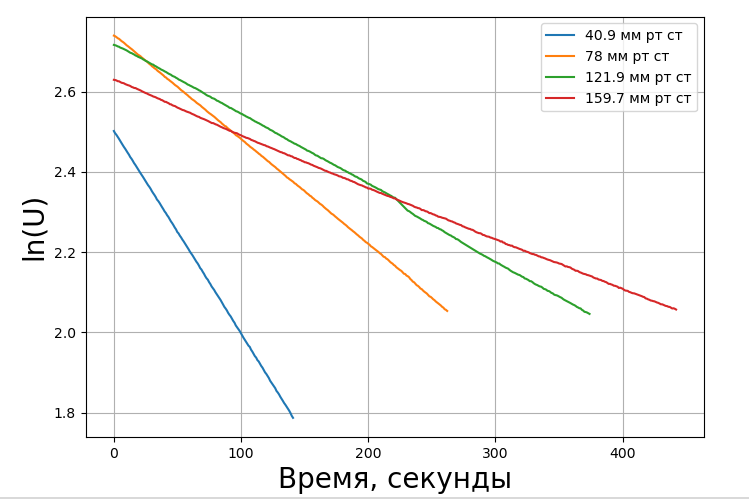 40.9 мм рт ст
78 мм рт ст
121.9 мм рт ст
159.7 мм рт ст
ln(U)
2.6
2.4
2.2
2.0
1.8
0 100 200 300 400
Время, секунды